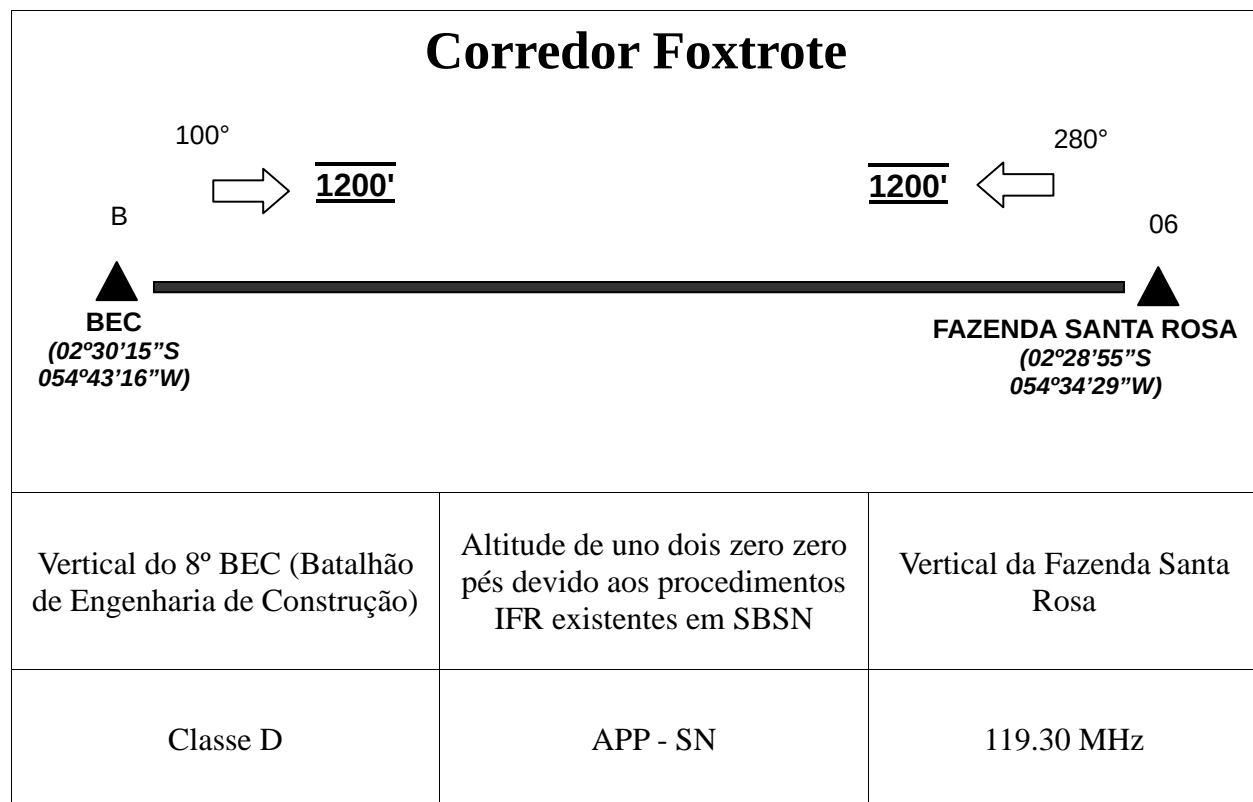 Corredor Foxtrote
100°
280°
1200'
1200'
B
06
BEC
(02º30’15”S
054º43’16”W)
FAZENDA SANTA ROSA
(02º28’55”S
054º34’29”W)
Vertical do 8º BEC (Batalhão
de Engenharia de Construção)
Altitude de uno dois zero zero
pés devido aos procedimentos
IFR existentes em SBSN
Vertical da Fazenda Santa
Rosa
Classe D
APP - SN
119.30 MHz